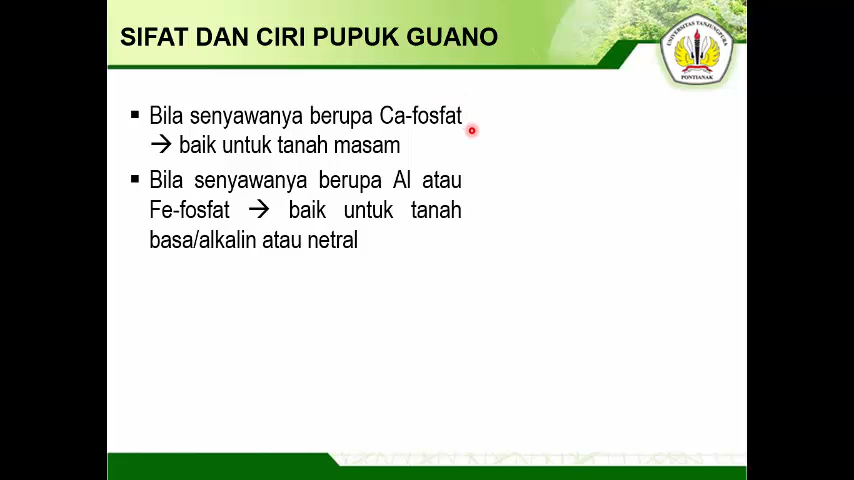 SIFAT DAN CIRI PUPUK GUANO
UNIVERSITAS TANJUNGPURA
PONTIANAK
▪ Bila senyawanya berupa Ca-fosfat
→ baik untuk tanah masam
▪ Bila senyawanya berupa Al atau
Fe-fosfat → baik untuk tanah
basa/alkalin atau netral